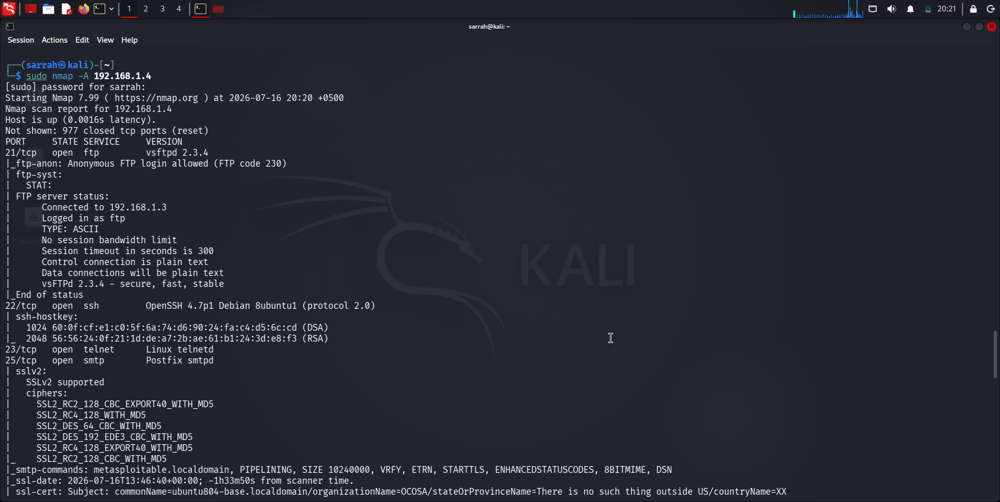 1 2 3 4 20:21
sarrah@kali: ~
Session Actions Edit View Help
┌──(sarrah㉿kali)-[~]
└─$ sudo nmap -A 192.168.1.4
[sudo] password for sarrah:
Starting Nmap 7.99 ( https://nmap.org ) at 2026-07-16 20:20 +0500
Nmap scan report for 192.168.1.4
Host is up (0.0016s latency).
Not shown: 977 closed tcp ports (reset)
PORT     STATE SERVICE     VERSION
21/tcp   open  ftp         vsftpd 2.3.4
|_ftp-anon: Anonymous FTP login allowed (FTP code 230)
| ftp-syst:
|   STAT:
| FTP server status:
|      Connected to 192.168.1.3
|      Logged in as ftp
|      TYPE: ASCII
|      No session bandwidth limit
|      Session timeout in seconds is 300
|      Control connection is plain text
|      Data connections will be plain text
|      vsFTPd 2.3.4 - secure, fast, stable
|_End of status
22/tcp   open  ssh         OpenSSH 4.7p1 Debian 8ubuntu1 (protocol 2.0)
| ssh-hostkey:
|   1024 60:0f:cf:e1:c0:5f:6a:74:d6:90:24:fa:c4:d5:6c:cd (DSA)
|_  2048 56:56:24:0f:21:1d:de:a7:2b:ae:61:b1:24:3d:e8:f3 (RSA)
23/tcp   open  telnet      Linux telnetd
25/tcp   open  smtp        Postfix smtpd
| sslv2:
|   SSLv2 supported
|   ciphers:
|     SSL2_RC2_128_CBC_EXPORT40_WITH_MD5
|     SSL2_RC4_128_WITH_MD5
|     SSL2_DES_64_CBC_WITH_MD5
|     SSL2_DES_192_EDE3_CBC_WITH_MD5
|     SSL2_RC4_128_EXPORT40_WITH_MD5
|_    SSL2_RC2_128_CBC_WITH_MD5
|_smtp-commands: metasploitable.localdomain, PIPELINING, SIZE 10240000, VRFY, ETRN, STARTTLS, ENHANCEDSTATUSCODES, 8BITMIME, DSN
|_ssl-date: 2026-07-16T13:46:40+00:00; -1h33m50s from scanner time.
| ssl-cert: Subject: commonName=ubuntu804-base.localdomain/organizationName=OCOSA/stateOrProvinceName=There is no such thing outside US/countryName=XX
KALI